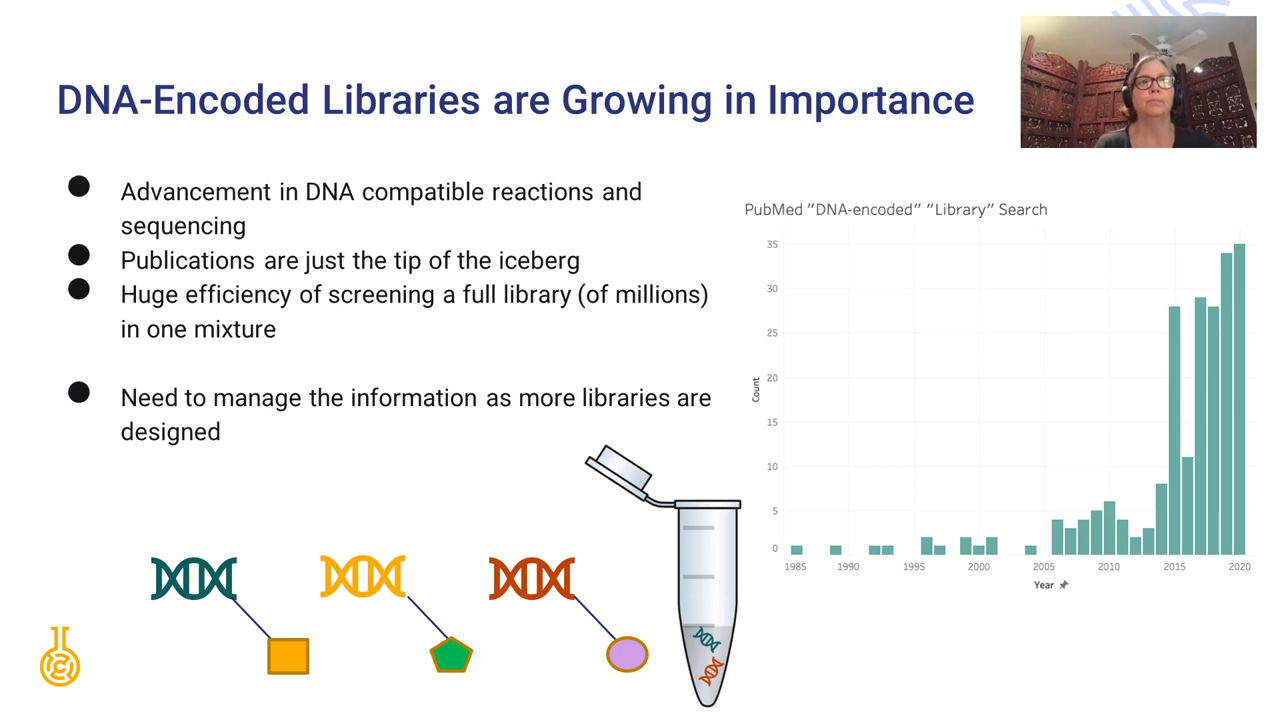 DNA-Encoded Libraries are Growing in Importance
Advancement in DNA compatible reactions and
sequencing
Publications are just the tip of the iceberg
Huge efficiency of screening a full library (of millions)
in one mixture
Need to manage the information as more libraries are
designed
PubMed "DNA-encoded" "Library" Search
Count
35
30
25
20
15
10
5
0
1985 1990 1995 2000 2005 2010 2015 2020
Year